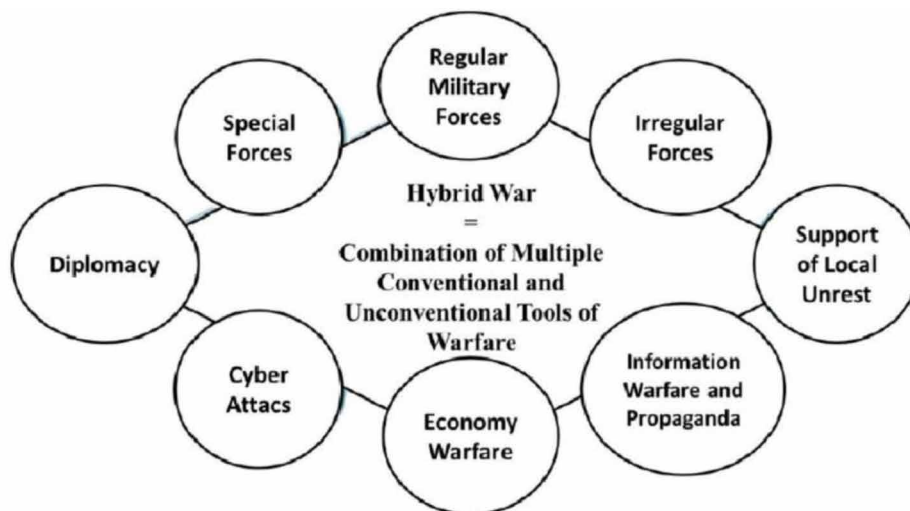 Regular
Military
Forces
Special
Forces
Irregular
Forces
Hybrid War
=
Combination of Multiple
Conventional and
Unconventional Tools of
Warfare
Diplomacy
Support
of Local
Unrest
Cyber
Attacs
Information
Warfare and
Propaganda
Economy
Warfare